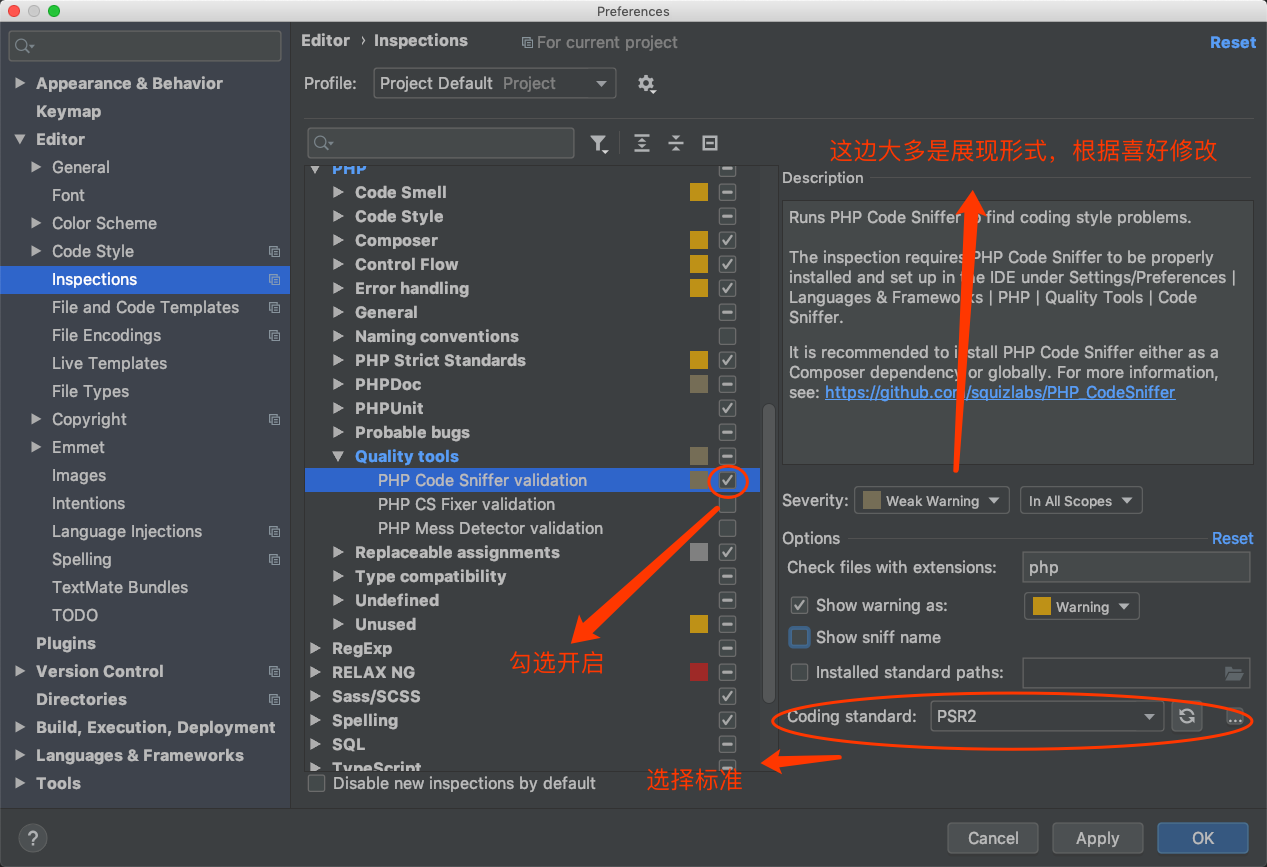 Preferences
Appearance & Behavior
Keymap
Editor
General
Font
Color Scheme
Code Style
Inspections
File and Code Templates
File Encodings
Live Templates
File Types
Copyright
Emmet
Images
Intentions
Language Injections
Spelling
TextMate Bundles
TODO
Plugins
Version Control
Directories
Build, Execution, Deployment
Languages & Frameworks
Tools
Editor › Inspections
For current project
Reset
Profile:
Project Default Project
PHP
Code Smell
Code Style
Composer
Control Flow
Error handling
General
Naming conventions
PHP Strict Standards
PHPDoc
PHPUnit
Probable bugs
Quality tools
PHP Code Sniffer validation
PHP CS Fixer validation
PHP Mess Detector validation
Replaceable assignments
Type compatibility
Undefined
Unused
RegExp
RELAX NG
Sass/SCSS
Spelling
SQL
TypeScript
Disable new inspections by default
勾选开启
选择标准
这边大多是展现形式，根据喜好修改
Description
Runs PHP Code Sniffer to find coding style problems.
The inspection requires PHP Code Sniffer to be properly
installed and set up in the IDE under Settings/Preferences |
Languages & Frameworks | PHP | Quality Tools | Code
Sniffer.
It is recommended to install PHP Code Sniffer either as a
Composer dependency or globally. For more information,
see: https://github.com/squizlabs/PHP_CodeSniffer
Severity:
Weak Warning
In All Scopes
Options
Reset
Check files with extensions:
php
Show warning as:
Warning
Show sniff name
Installed standard paths:
Coding standard:
PSR2
...
?
Cancel
Apply
OK